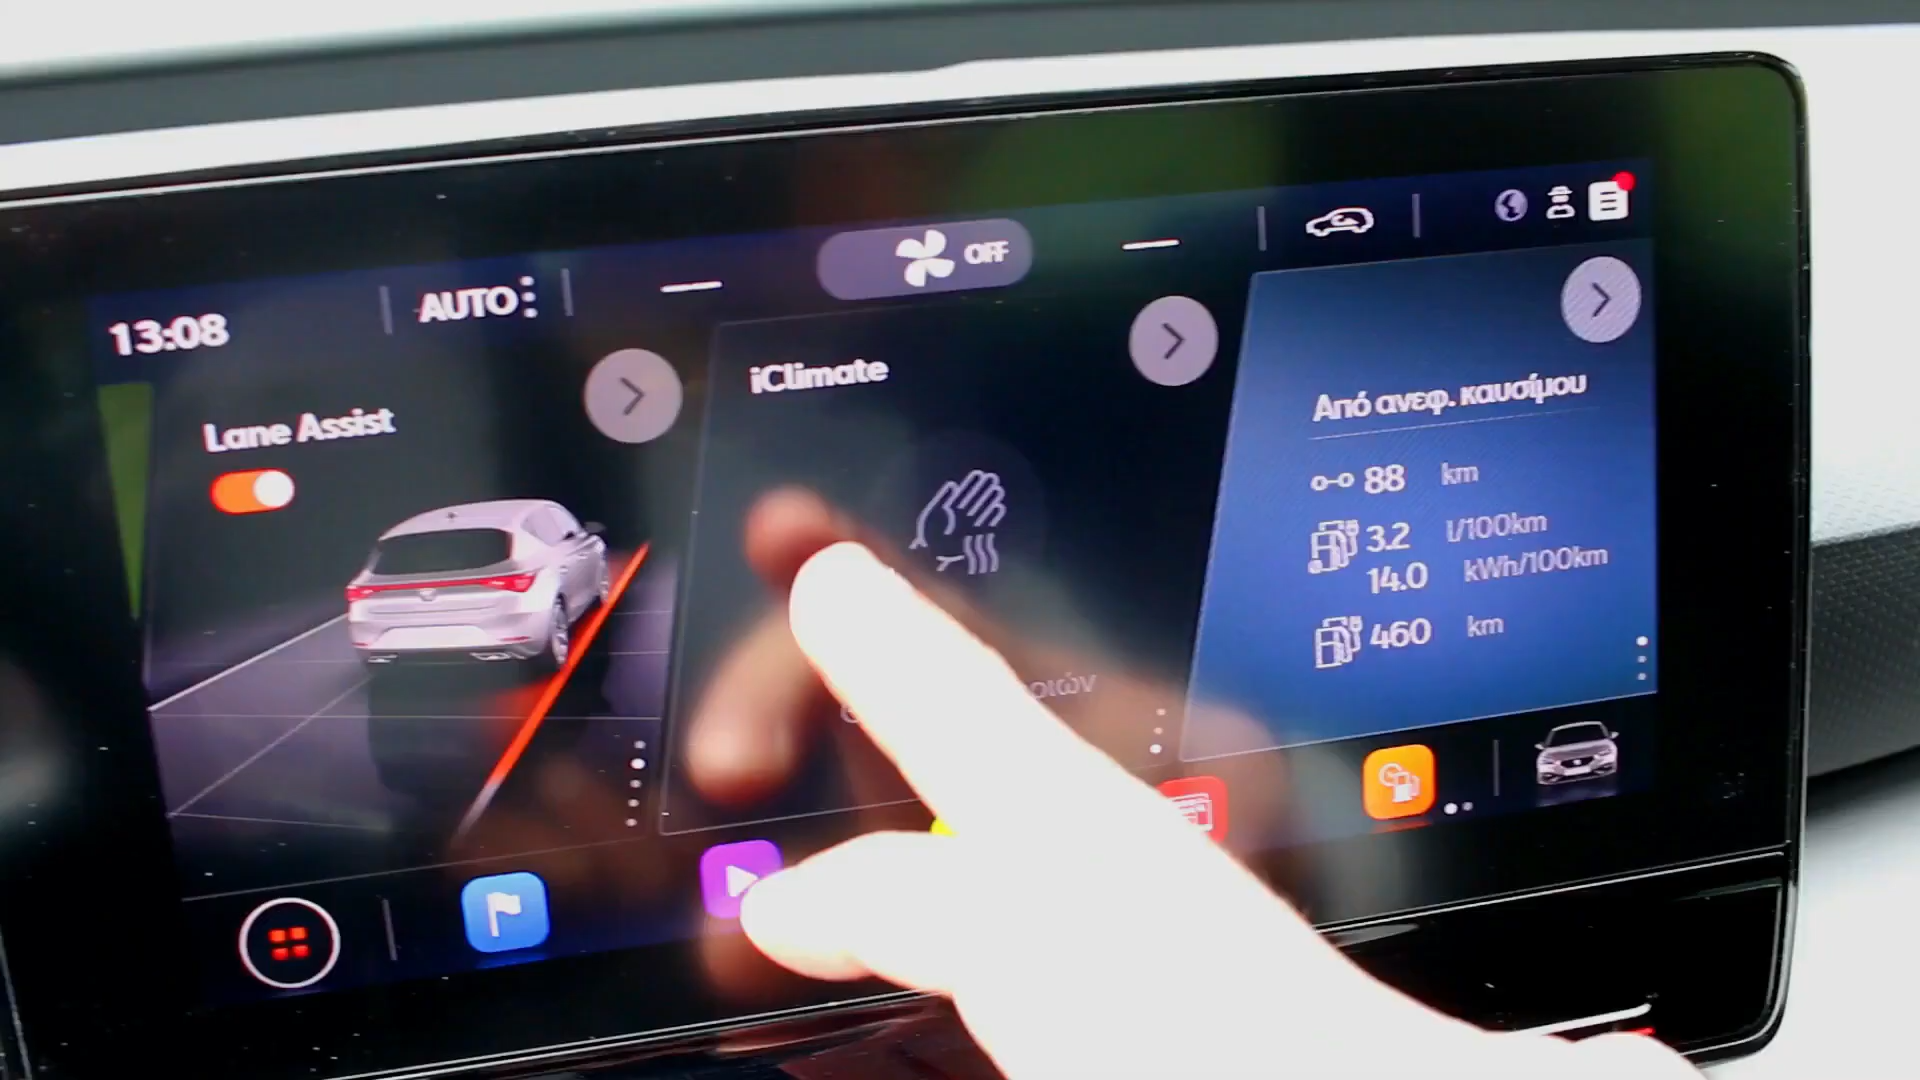 13:08
AUTO
OFF
Lane Assist
iClimate
Από ανεφ. καυσίμου
88 km
3.2 l/100km
14.0 kWh/100km
460 km